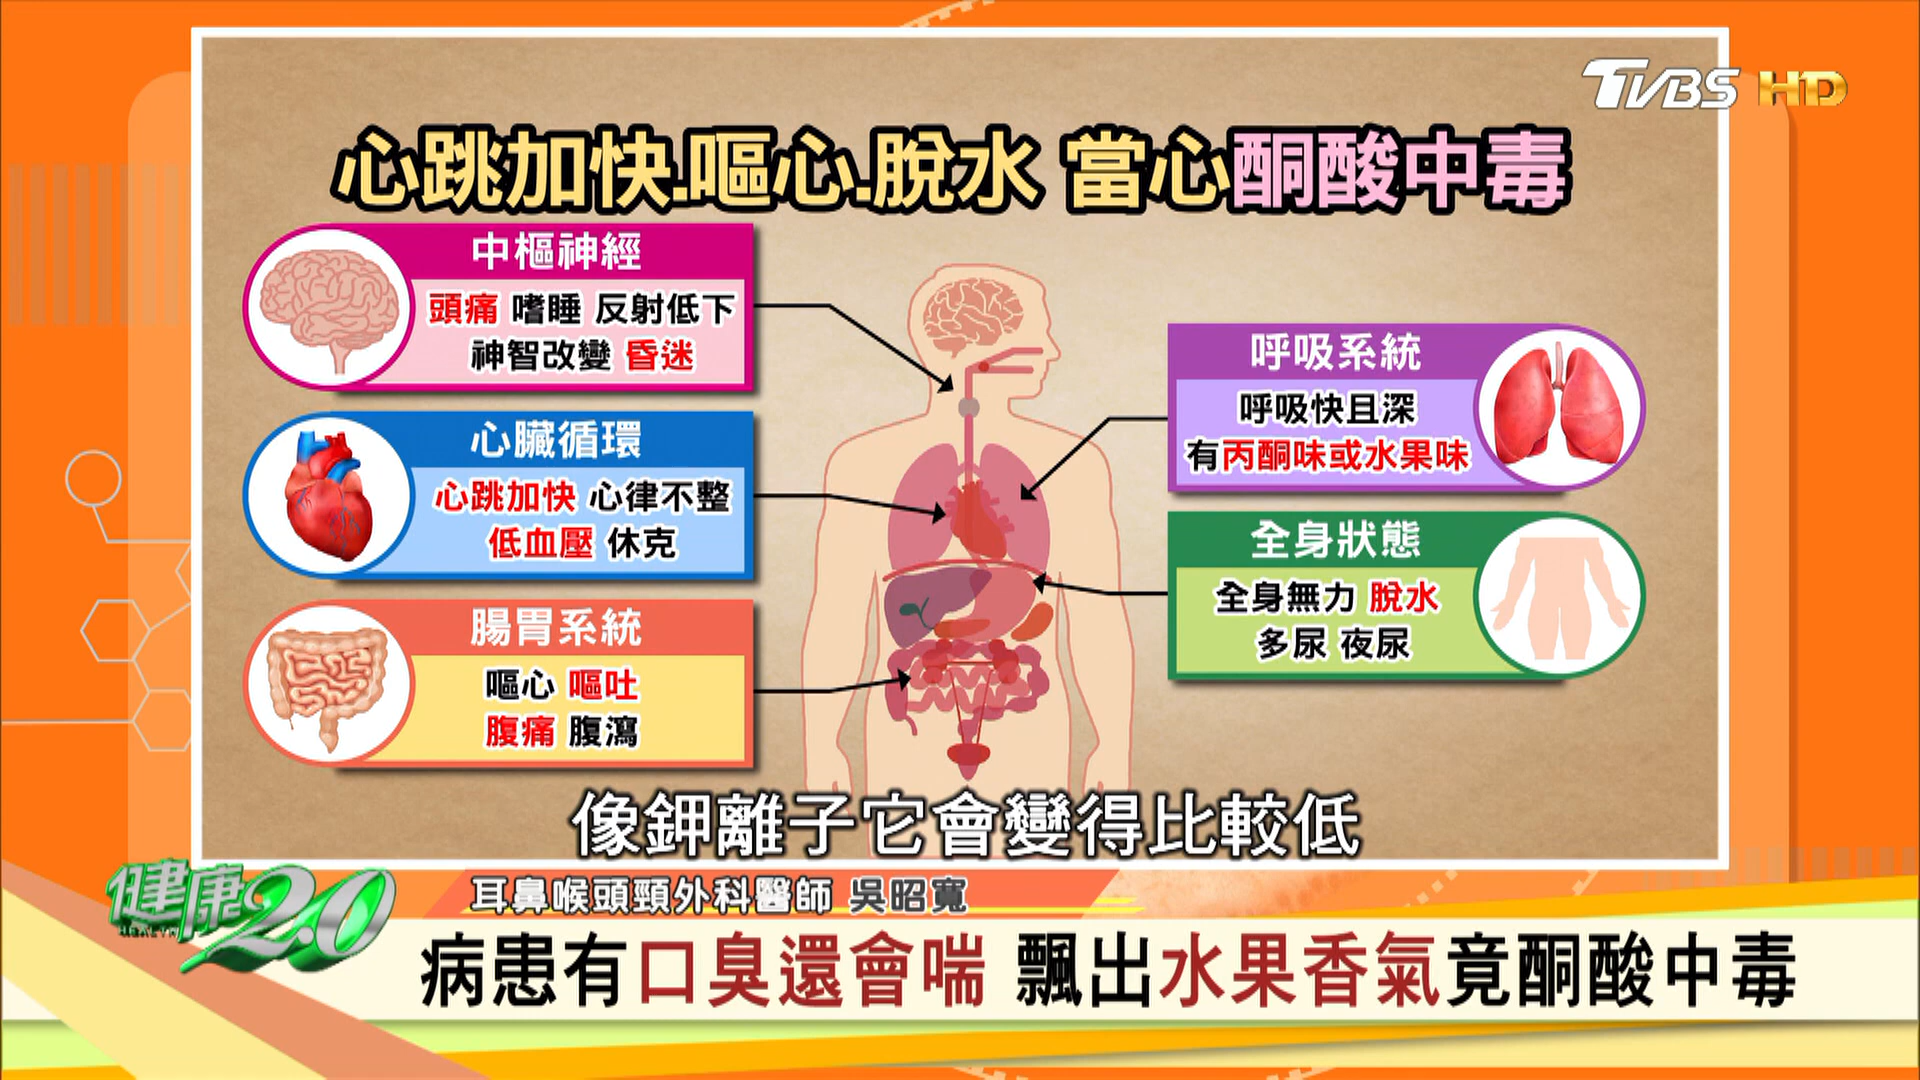 TVBS HD
心跳加快.嘔心.脫水 當心酮酸中毒
中樞神經
頭痛 嗜睡 反射低下
神智改變 昏迷
心臟循環
心跳加快 心律不整
低血壓 休克
腸胃系統
嘔心 嘔吐
腹痛 腹瀉
呼吸系統
呼吸快且深
有丙酮味或水果味
全身狀態
全身無力 脫水
多尿 夜尿
像鉀離子它會變得比較低
健康2.0
HEALTH
耳鼻喉頭頸外科醫師 吳昭寬
病患有口臭還會喘 飄出水果香氣竟酮酸中毒